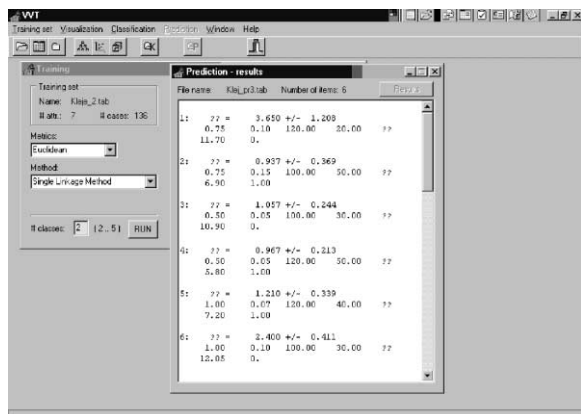 VVT
Training set Visualization Classification Prediction Window Help
Training
Training set
Name: Klaja_2.tab
# attr.: 7 # cases: 136
Metrics:
Euclidean
Method:
Single Linkage Method
# classes: 2 (2..5) RUN
Prediction - results
File name: Klaj_pr3.tab Number of items: 6
1: ?? = 3.650 +/- 1.208
0.75 0.10 120.00 20.00 ??
11.70 0.
2: ?? = 0.937 +/- 0.369
0.75 0.15 100.00 50.00 ??
6.90 1.00
3: ?? = 1.057 +/- 0.244
0.50 0.05 100.00 30.00 ??
10.90 0.
4: ?? = 0.967 +/- 0.213
0.50 0.05 120.00 50.00 ??
5.80 1.00
5: ?? = 1.210 +/- 0.339
1.00 0.07 120.00 40.00 ??
7.20 1.00
6: ?? = 2.400 +/- 0.411
1.00 0.10 100.00 30.00 ??
12.05 0.